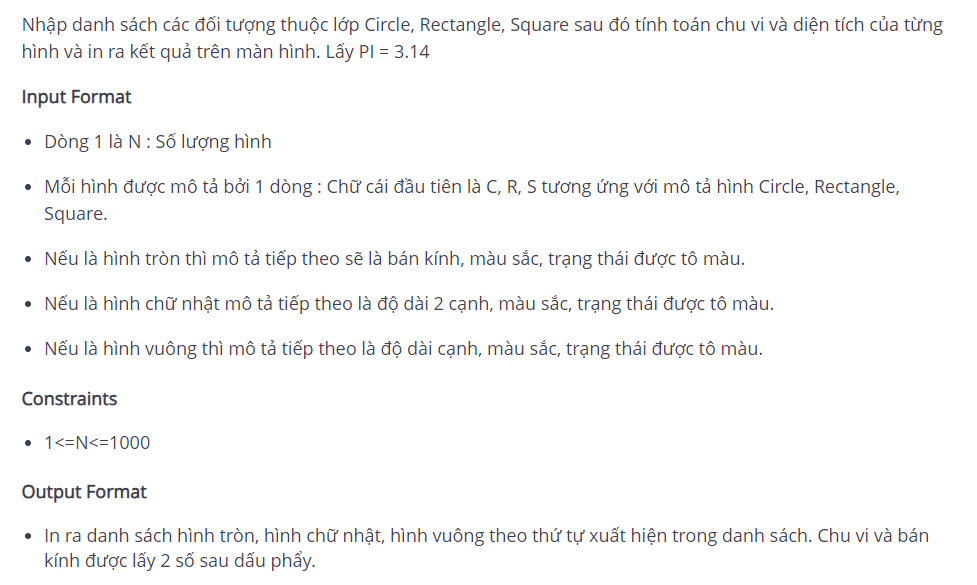 Nhập danh sách các đối tượng thuộc lớp Circle, Rectangle, Square sau đó tính toán chu vi và diện tích của từng
hình và in ra kết quả trên màn hình. Lấy PI = 3.14
Input Format
• Dòng 1 là N : Số lượng hình
• Mỗi hình được mô tả bởi 1 dòng : Chữ cái đầu tiên là C, R, S tương ứng với mô tả hình Circle, Rectangle,
Square.
• Nếu là hình tròn thì mô tả tiếp theo sẽ là bán kính, màu sắc, trạng thái được tô màu.
• Nếu là hình chữ nhật mô tả tiếp theo là độ dài 2 cạnh, màu sắc, trạng thái được tô màu.
• Nếu là hình vuông thì mô tả tiếp theo là độ dài cạnh, màu sắc, trạng thái được tô màu.
Constraints
• 1<=N<=1000
Output Format
• In ra danh sách hình tròn, hình chữ nhật, hình vuông theo thứ tự xuất hiện trong danh sách. Chu vi và bán
kính được lấy 2 số sau dấu phẩy.